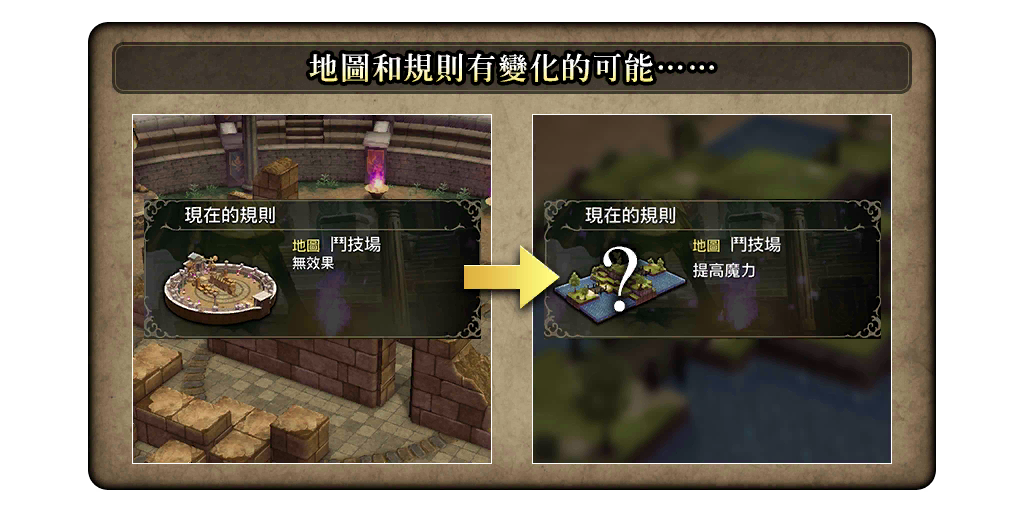 地圖和規則有變化的可能……
現在的規則
地圖 鬥技場
無效果
現在的規則
地圖 鬥技場
提高魔力
?